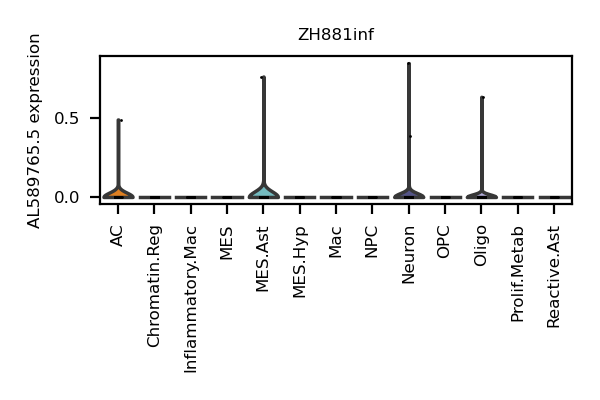 ZH881inf
AL589765.5 expression
0.5
0.0
AC
Chromatin.Reg
Inflammatory.Mac
MES
MES.Ast
MES.Hyp
Mac
NPC
Neuron
OPC
Oligo
Prolif.Metab
Reactive.Ast